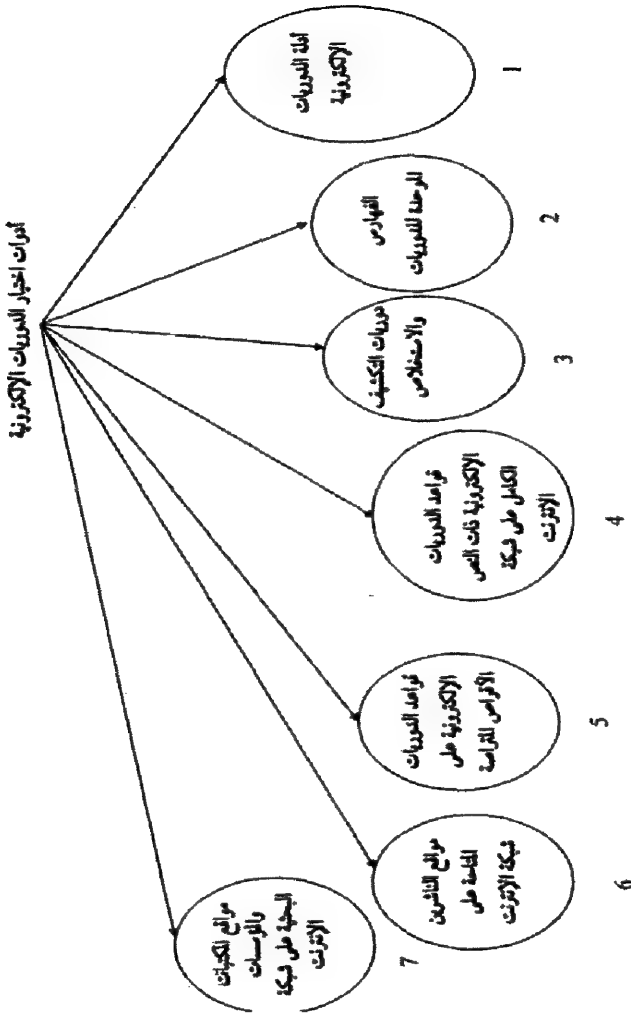 أدوات اختيار الدوريات الإلكترونية
أدلة الدوريات
الإلكترونية
1
الفهارس
الموحدة للدوريات
2
دوريات التكشيف
والاستخلاص
3
قواعد الدوريات
الإلكترونية ذات النص
الكامل على شبكة
الإنترنت
4
قواعد الدوريات
الإلكترونية على
الأقراص المتراصة
5
مواقع الناشرين
المتاحة على
شبكة الإنترنت
6
مواقع المكتبات
والمؤسسات
البحثية على شبكة
الإنترنت
7